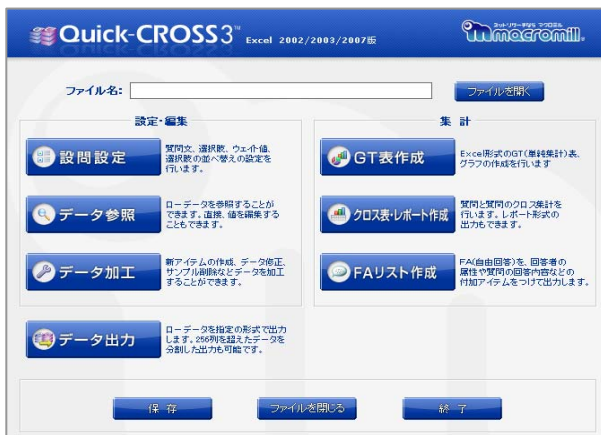 Quick-CROSS3™ Excel 2002/2003/2007版
ネットリサーチなら マクロミル
macromill.
ファイル名:
ファイルを開く
設定・編集
設問設定
質問文、選択肢、ウェイト値、
選択肢の並べ替えの設定を
行います。
データ参照
ローデータを参照することが
できます。直接、値を編集する
こともできます。
データ加工
新アイテムの作成、データ修正、
サンプル削除などデータを加工
することができます。
データ出力
ローデータを指定の形式で出力
します。256列を超えたデータを
分割した出力も可能です。
集 計
GT表作成
Excel形式のGT(単純集計)表、
グラフの作成を行います
クロス表・レポート作成
質問と質問のクロス集計を
行います。レポート形式の
出力もできます。
FAリスト作成
FA(自由回答)を、回答者の
属性や質問の回答内容などの
付加アイテムをつけて出力します。
保 存
ファイルを閉じる
終 了